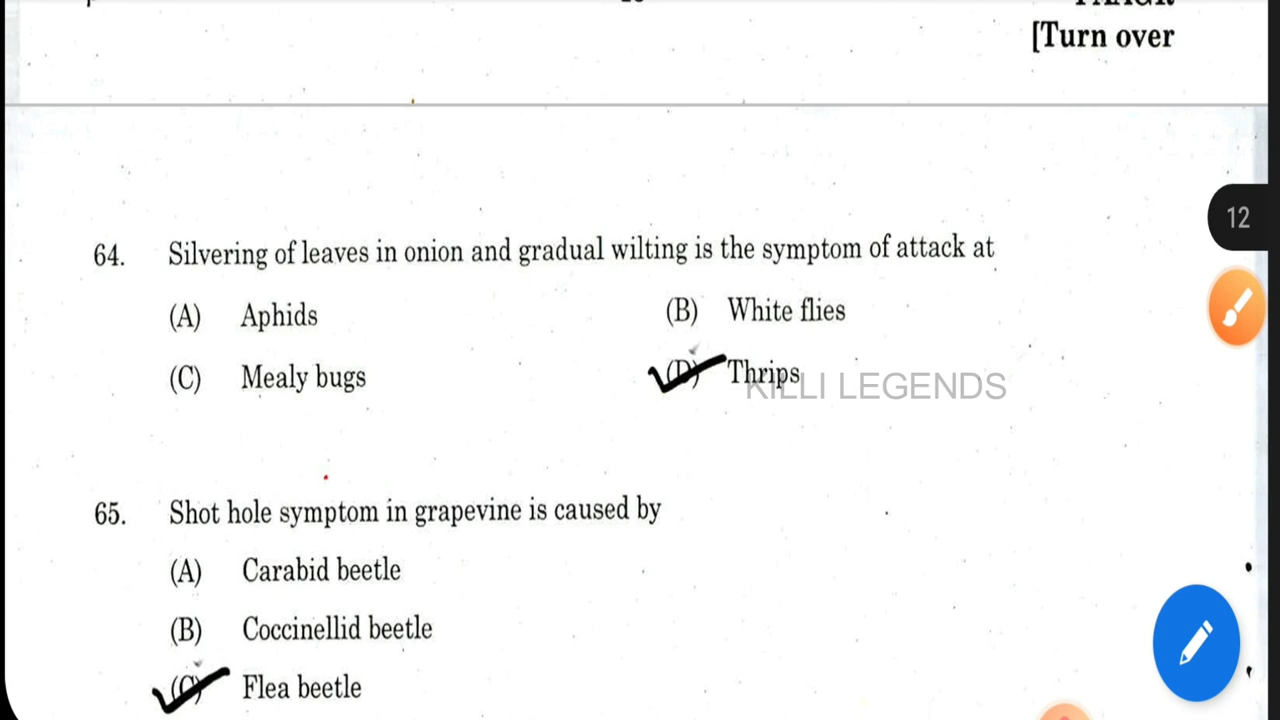 [Turn over
12
64. Silvering of leaves in onion and gradual wilting is the symptom of attack at
(A) Aphids (B) White flies
(C) Mealy bugs (D) Thrips
KILLI LEGENDS
65. Shot hole symptom in grapevine is caused by
(A) Carabid beetle
(B) Coccinellid beetle
(C) Flea beetle